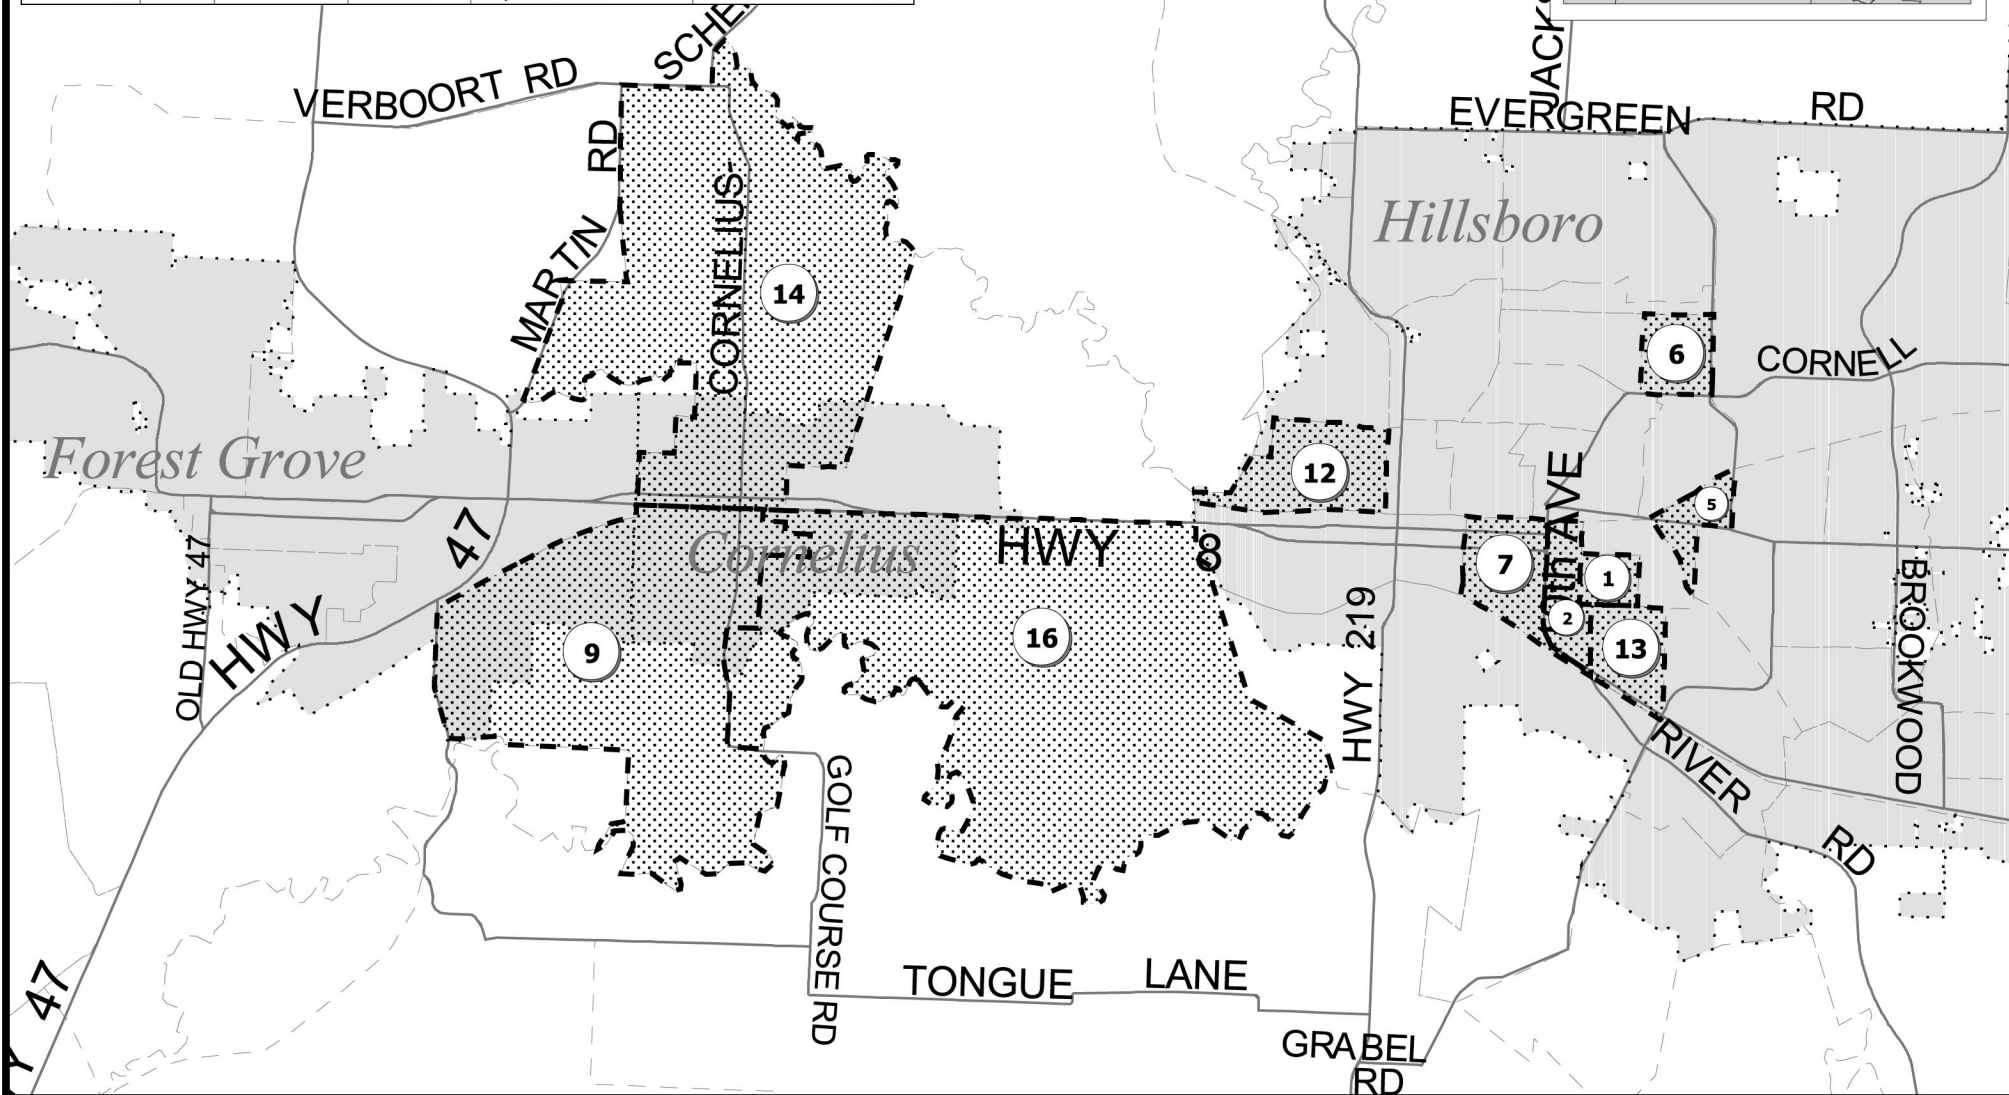 VERBOORT RD
RD
MARTIN
CORNELIUS-
14
EVERGREEN
RD
Hillsboro
6
CORNELL
12
5
AVE
Forest Grove
47
OLD HWY 47
HWY
Cornelius
HWY
8
7
1
2
13
9
16
HWY 219
BROOKWOOD
RIVER
RD
GOLF COURSE RD
TONGUE LANE
47
GRABEL
RD